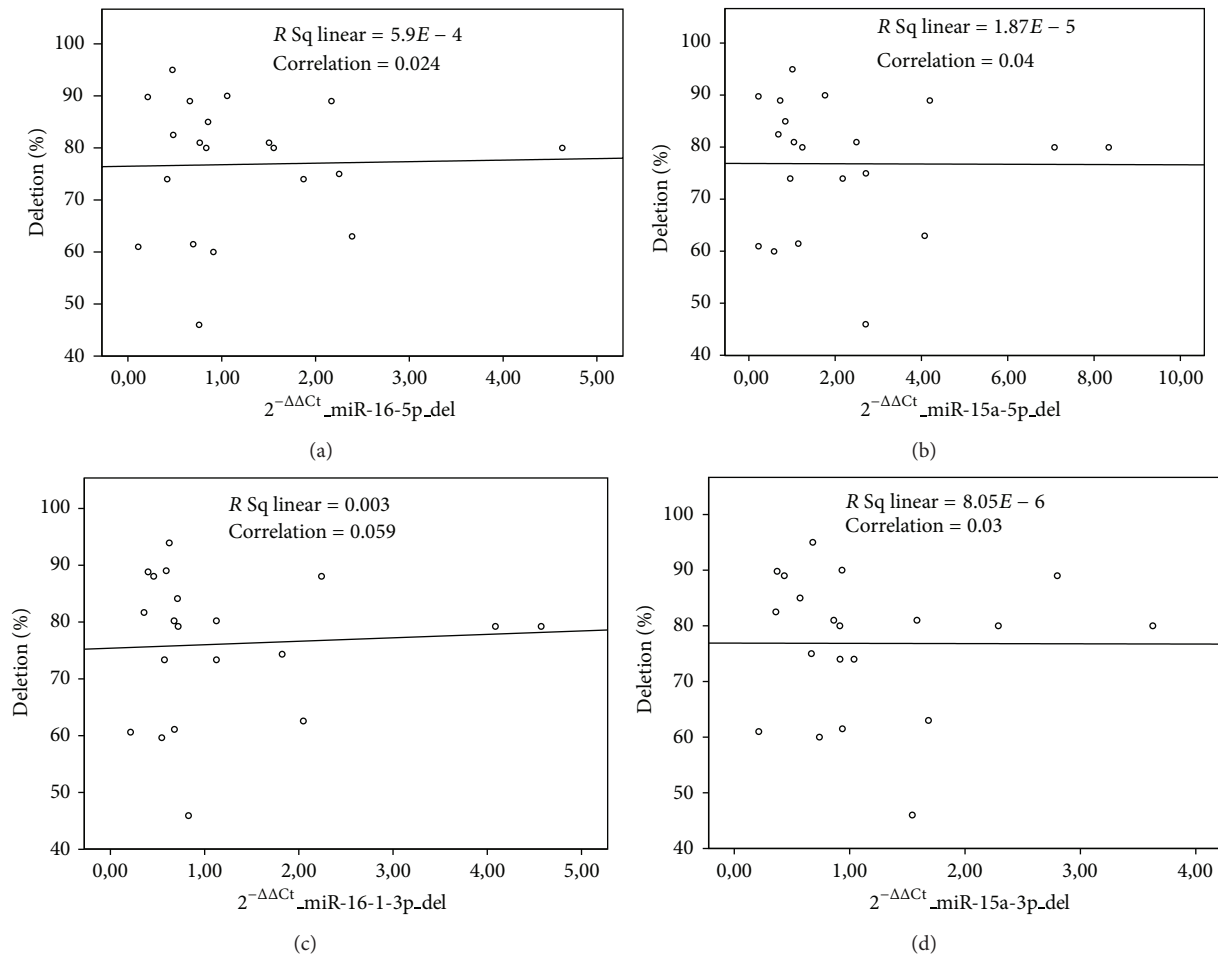 R Sq linear = 5.9E − 4
Correlation = 0.024
100
90
80
70
60
50
40
Deletion (%)
0,00 1,00 2,00 3,00 4,00 5,00
2^−ΔΔCt_miR-16-5p_del
(a)
R Sq linear = 1.87E − 5
Correlation = 0.04
100
90
80
70
60
50
40
Deletion (%)
0,00 2,00 4,00 6,00 8,00 10,00
2^−ΔΔCt_miR-15a-5p_del
(b)
R Sq linear = 0.003
Correlation = 0.059
100
90
80
70
60
50
40
Deletion (%)
0,00 1,00 2,00 3,00 4,00 5,00
2^−ΔΔCt_miR-16-1-3p_del
(c)
R Sq linear = 8.05E − 6
Correlation = 0.03
100
90
80
70
60
50
40
Deletion (%)
0,00 1,00 2,00 3,00 4,00
2^−ΔΔCt_miR-15a-3p_del
(d)